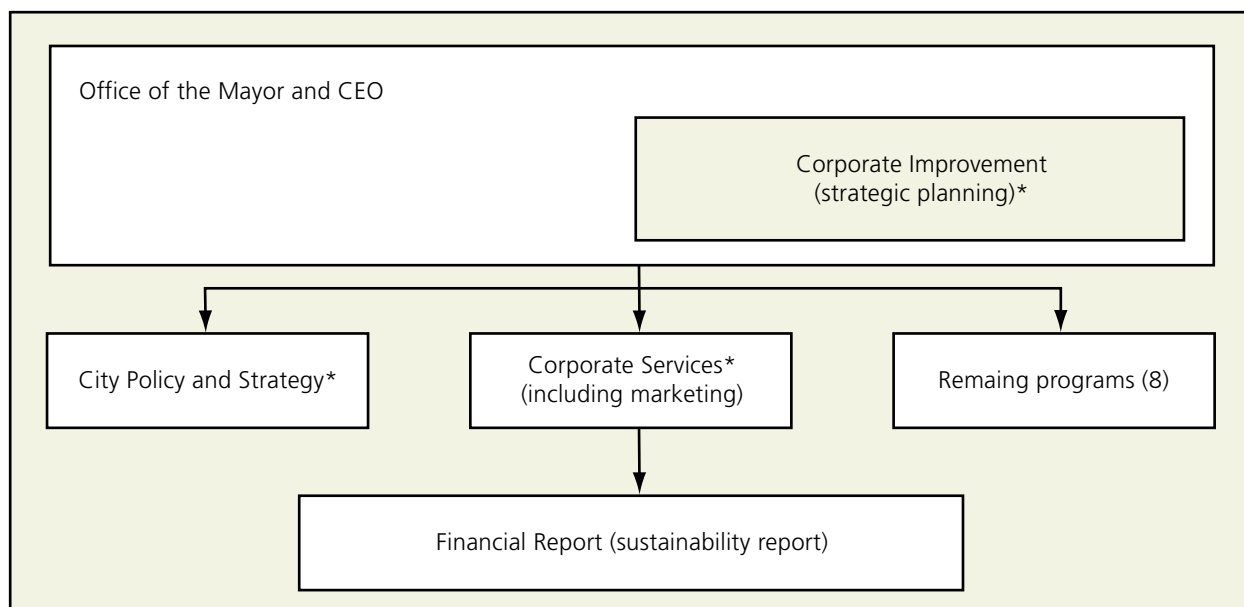 Office of the Mayor and CEO
Corporate Improvement
(strategic planning)*
City Policy and Strategy*
Corporate Services*
(including marketing)
Remaing programs (8)
Financial Report (sustainability report)